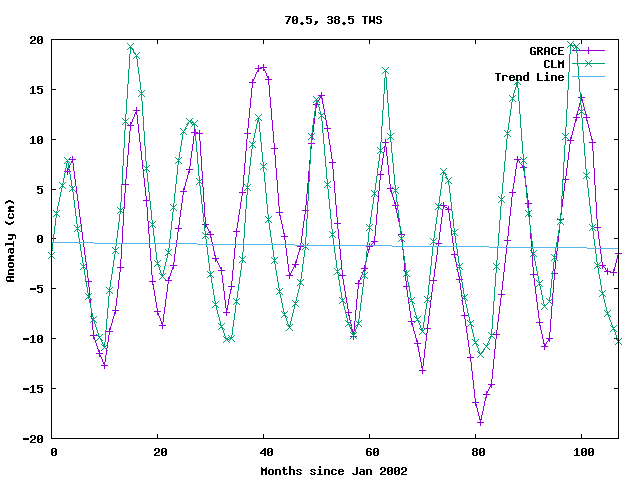 70.5, 38.5 TWS
GRACE
CLM
Trend Line
20
15
10
5
0
-5
-10
-15
-20
Anomaly (cm)
0 20 40 60 80 100
Months since Jan 2002